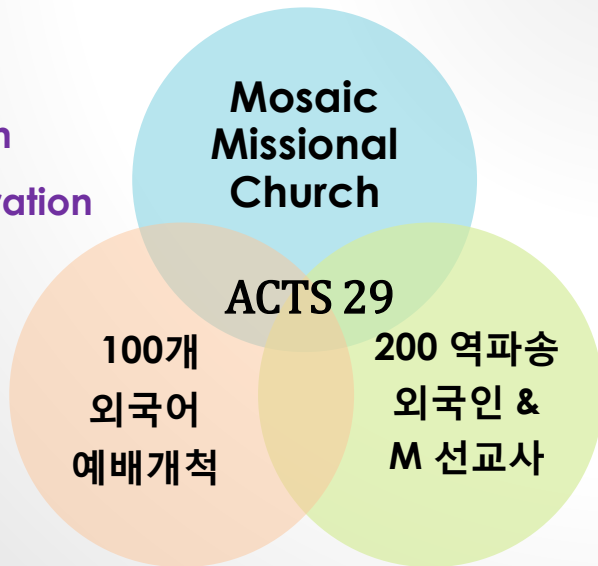 Mosaic
Missional
Church
ACTS 29
100개
외국어
예배개척
200 역파송
외국인 &
M 선교사